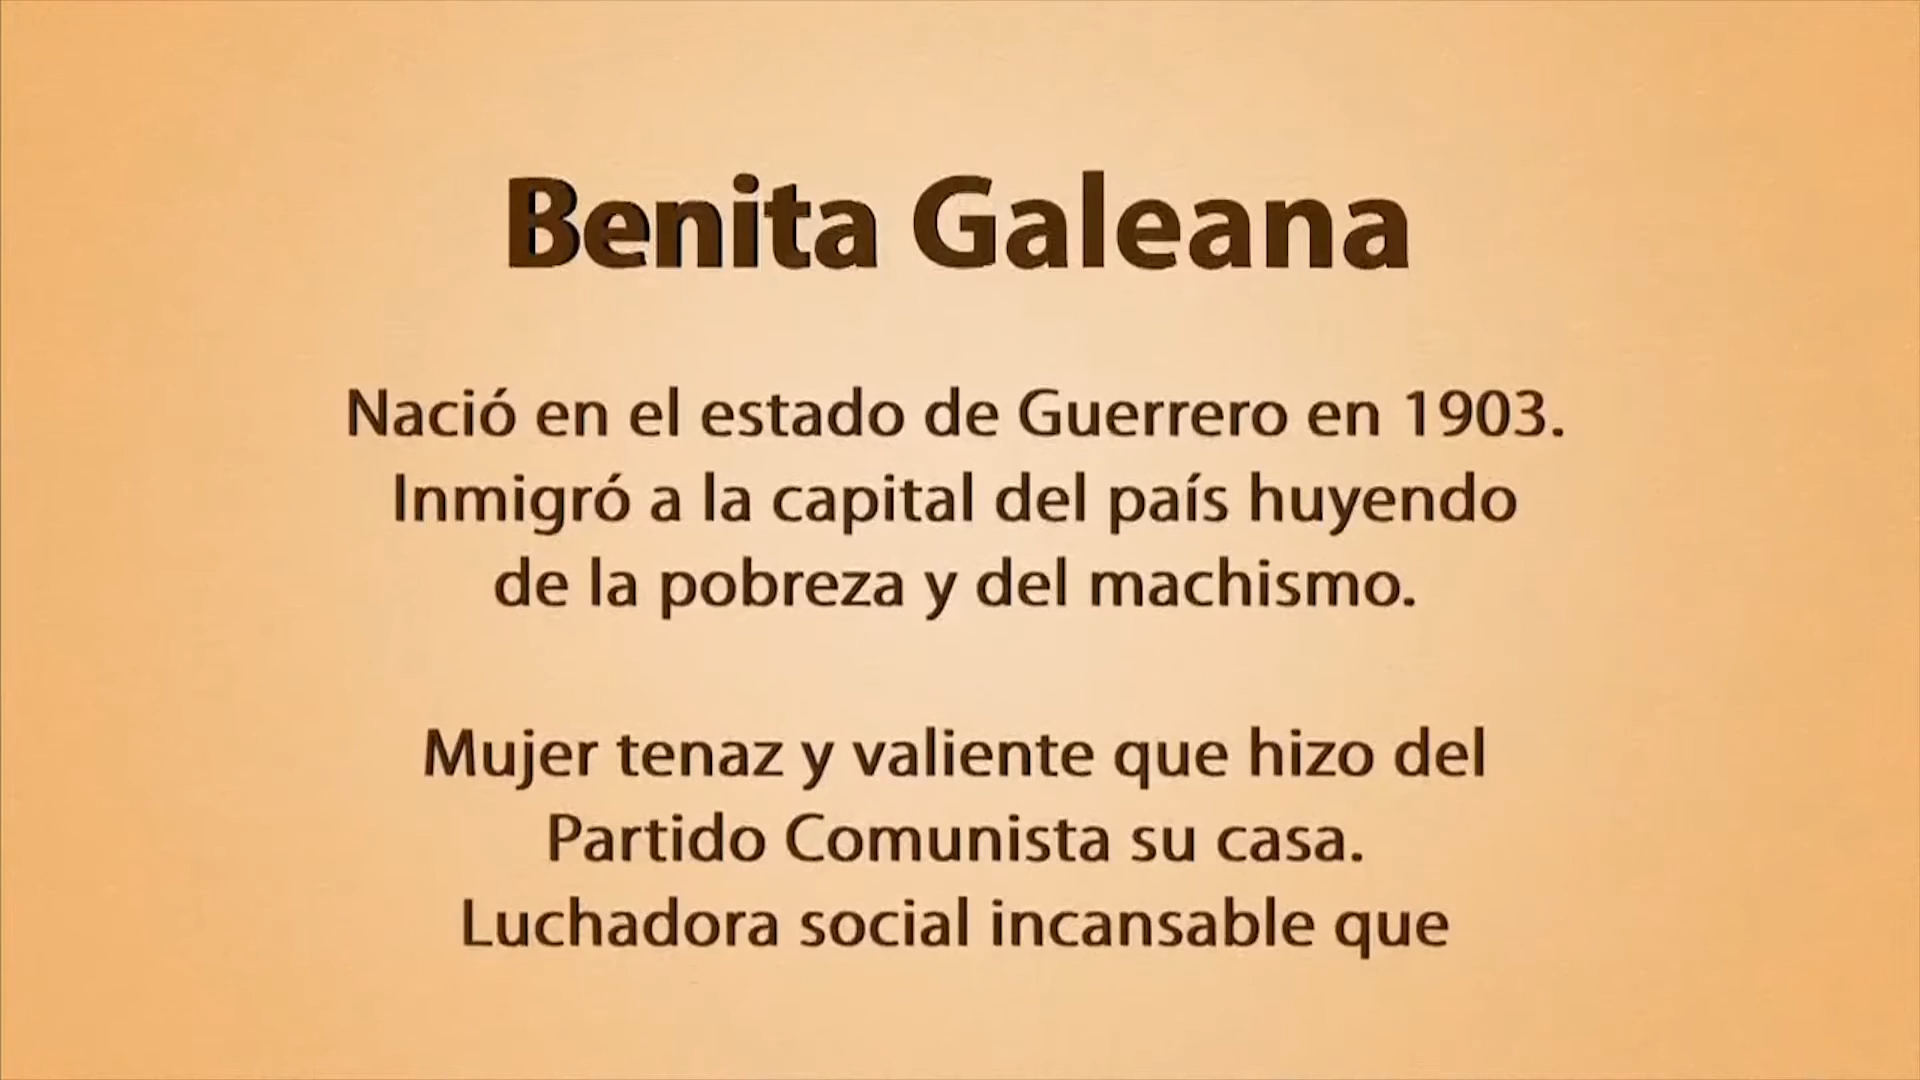 Benita Galeana
Nació en el estado de Guerrero en 1903.
Inmigró a la capital del país huyendo
de la pobreza y del machismo.
Mujer tenaz y valiente que hizo del
Partido Comunista su casa.
Luchadora social incansable que